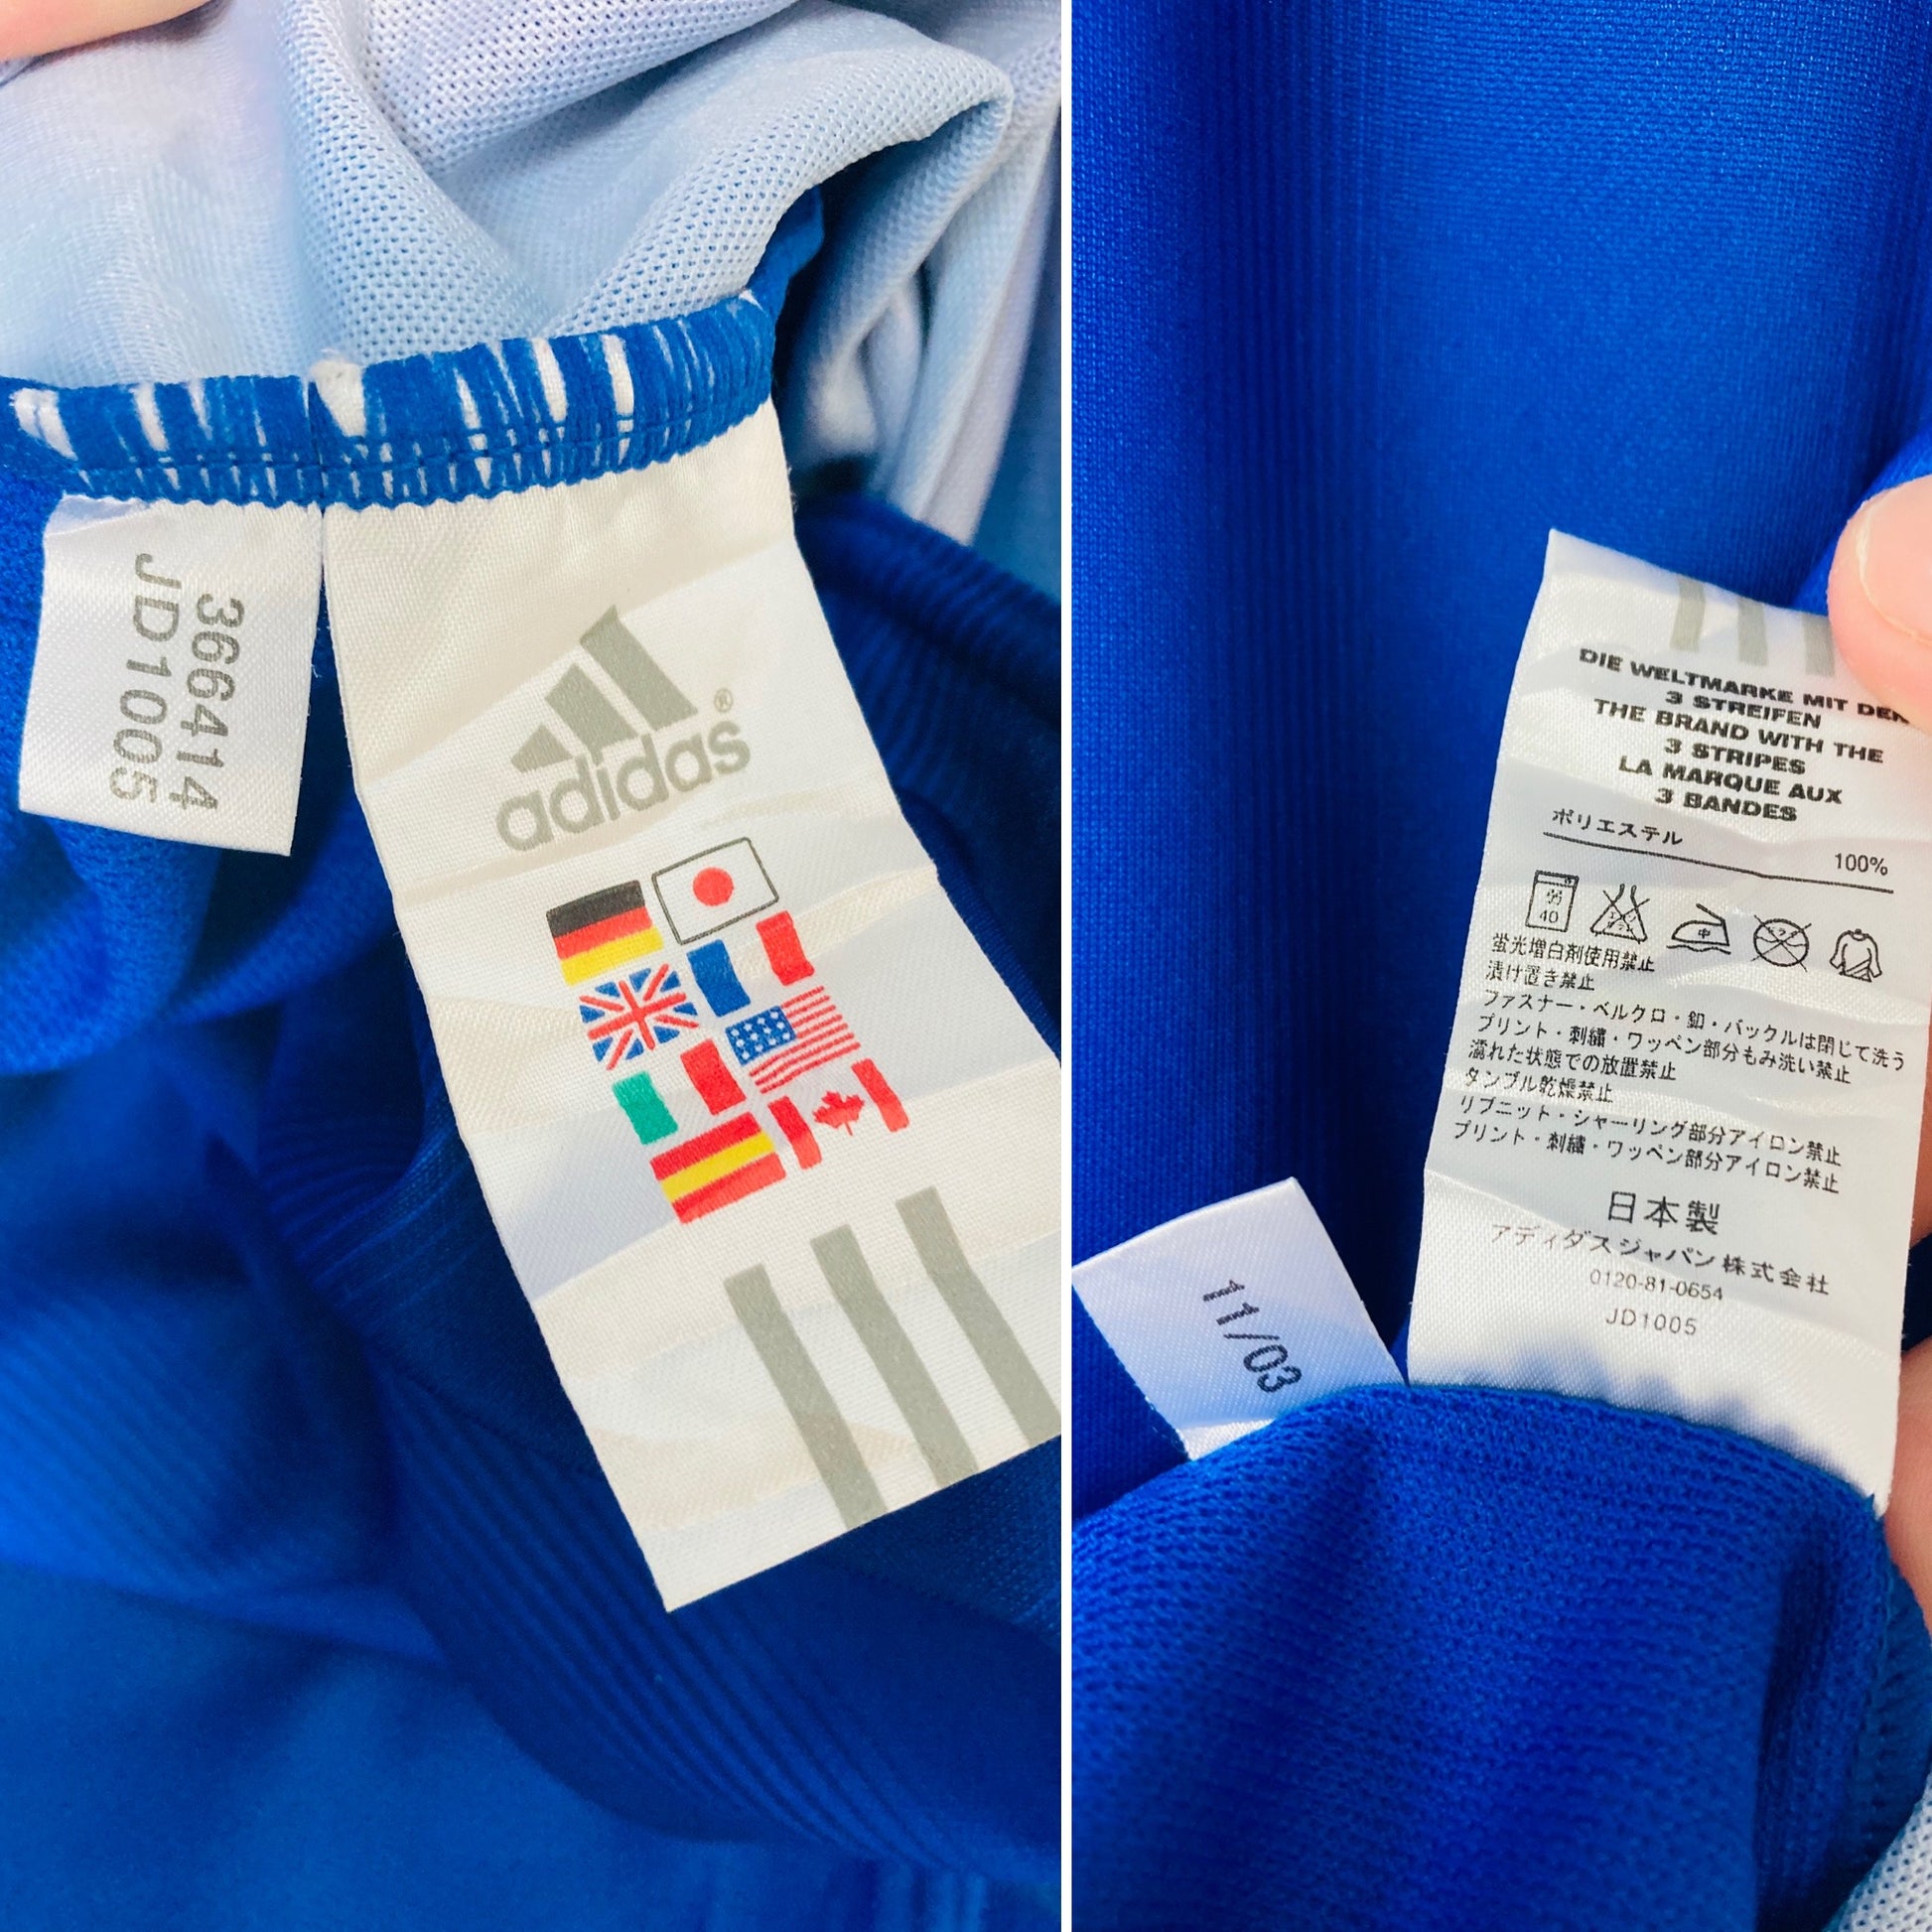 366414
JD1005
adidas®
DIE WELTMARKE MIT DEN
3 STREIFEN
THE BRAND WITH THE
3 STRIPES
LA MARQUE AUX
3 BANDES
ポリエステル
100%
40
中
蛍光増白剤使用禁止
漬け置き禁止
ファスナー・ベルクロ・釦・バックルは閉じて洗う
プリント・刺繍・ワッペン部分もみ洗い禁止
濡れた状態での放置禁止
タンブル乾燥禁止
リブニット・シャーリング部分アイロン禁止
プリント・刺繍・ワッペン部分アイロン禁止
日本製
アディダスジャパン株式会社
0120-81-0654
JD1005
11/03